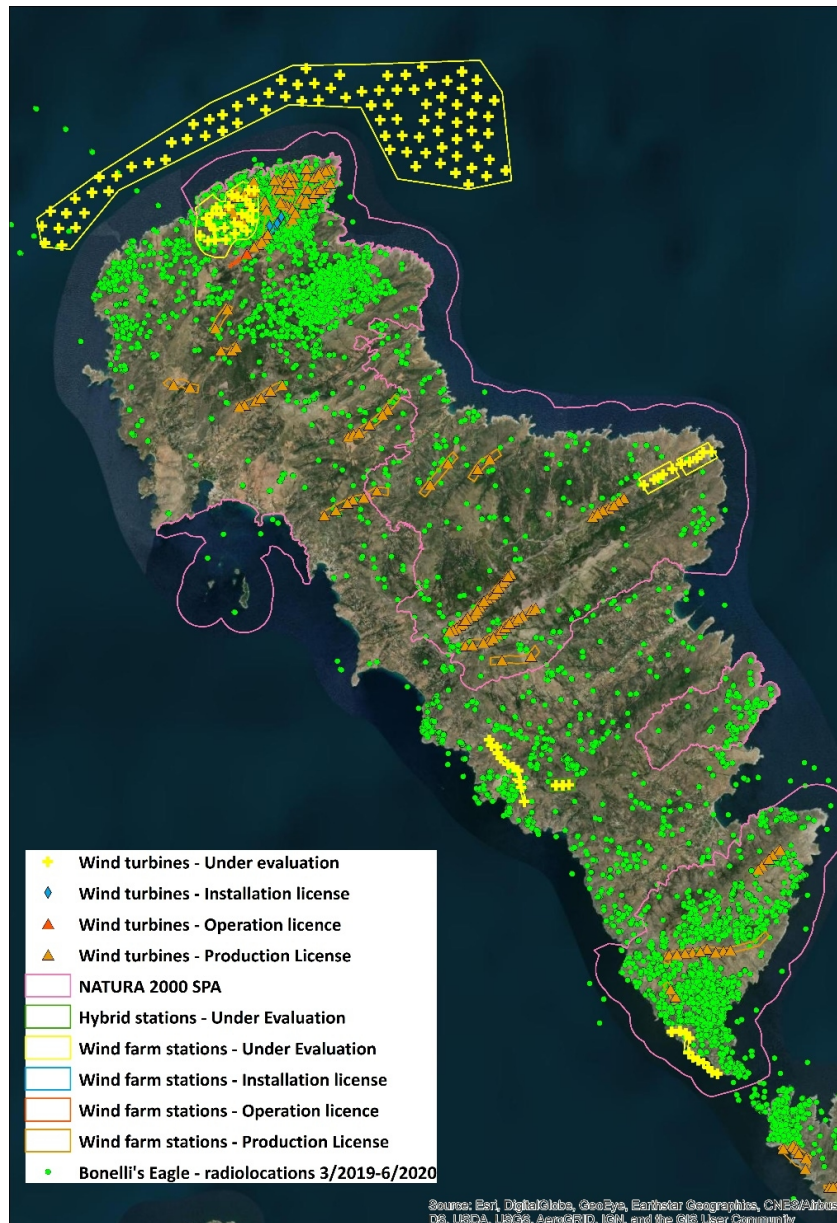 Wind turbines - Under evaluation
Wind turbines - Installation license
Wind turbines - Operation licence
Wind turbines - Production License
NATURA 2000 SPA
Hybrid stations - Under Evaluation
Wind farm stations - Under Evaluation
Wind farm stations - Installation license
Wind farm stations - Operation licence
Wind farm stations - Production License
Bonelli's Eagle - radiolocations 3/2019-6/2020
Source: Esri, DigitalGlobe, GeoEye, Earthstar Geographics, CNES/Airbus
DS, USDA, USGS, AeroGRID, IGN, and the GIS User Community